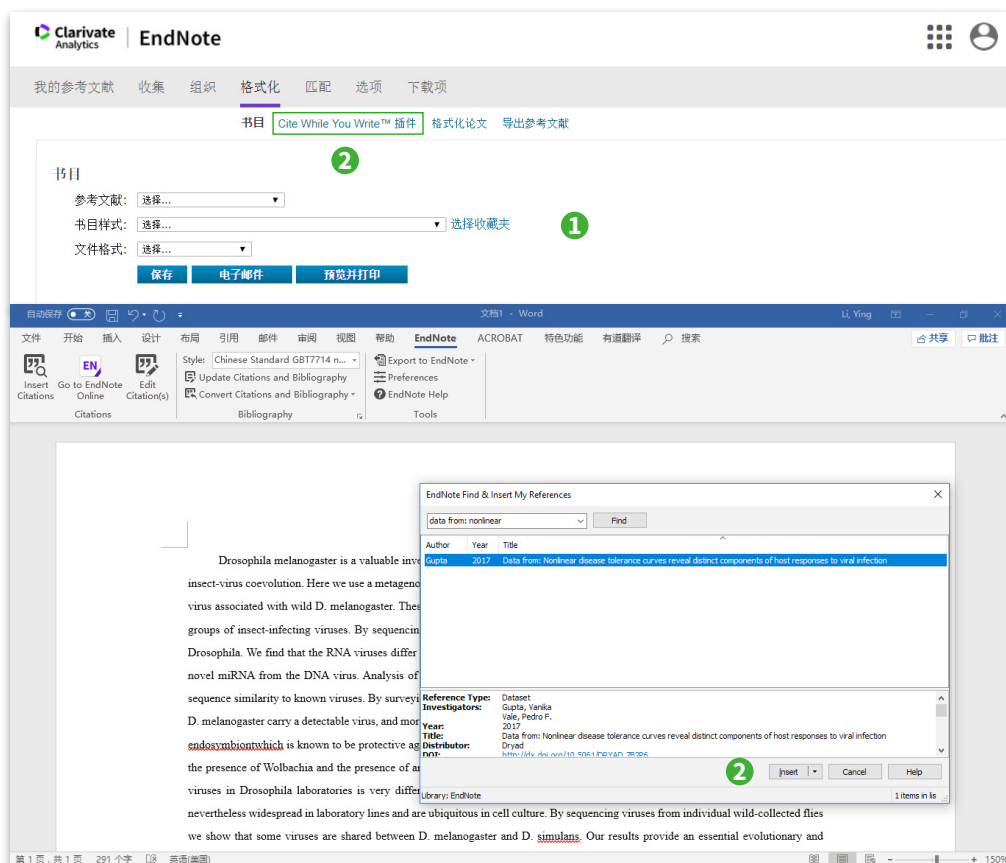 Clarivate Analytics EndNote
我的参考文献 收集 组织 格式化 匹配 选项 下载项
书目 Cite While You Write™ 插件 格式化论文 导出参考文献
2
书目
参考文献: 选择...
书目样式: 选择... 选择收藏夹 1
文件格式: 选择...
保存 电子邮件 预览并打印
自动保存 关 文档1 - Word Li, Ying
文件 开始 插入 设计 布局 引用 邮件 审阅 视图 帮助 EndNote ACROBAT 特色功能 有道翻译 搜索 共享 批注
Insert Citations
EN Go to EndNote Online
Edit Citation(s)
Citations
Style: Chinese Standard GBT7714 n...
Update Citations and Bibliography
Convert Citations and Bibliography
Bibliography
Export to EndNote
Preferences
EndNote Help
Tools
Drosophila melanogaster is a valuable inve
insect-virus coevolution. Here we use a metageno
virus associated with wild D. melanogaster. Thes
groups of insect-infecting viruses. By sequencin
Drosophila. We find that the RNA viruses differ
novel miRNA from the DNA virus. Analysis of
sequence similarity to known viruses. By surveyi
D. melanogaster carry a detectable virus, and mor
endosymbiontwhich is known to be protective ag
the presence of Wolbachia and the presence of a
viruses in Drosophila laboratories is very differ
nevertheless widespread in laboratory lines and are ubiquitous in cell culture. By sequencing viruses from individual wild-collected flies
we show that some viruses are shared between D. melanogaster and D. simulans. Our results provide an essential evolutionary and
EndNote Find & Insert My References
data from: nonlinear Find
Author Year Title
Gupta 2017 Data from: Nonlinear disease tolerance curves reveal distinct components of host responses to viral infection
Reference Type: Dataset
Investigators: Gupta, Vanika
Vale, Pedro F.
Year: 2017
Title: Data from: Nonlinear disease tolerance curves reveal distinct components of host responses to viral infection
Distributor: Dryad
DOI:
2 Insert Cancel Help
Library: EndNote 1 items in lis
第1页,共1页 291个字 英语(美国) 150%